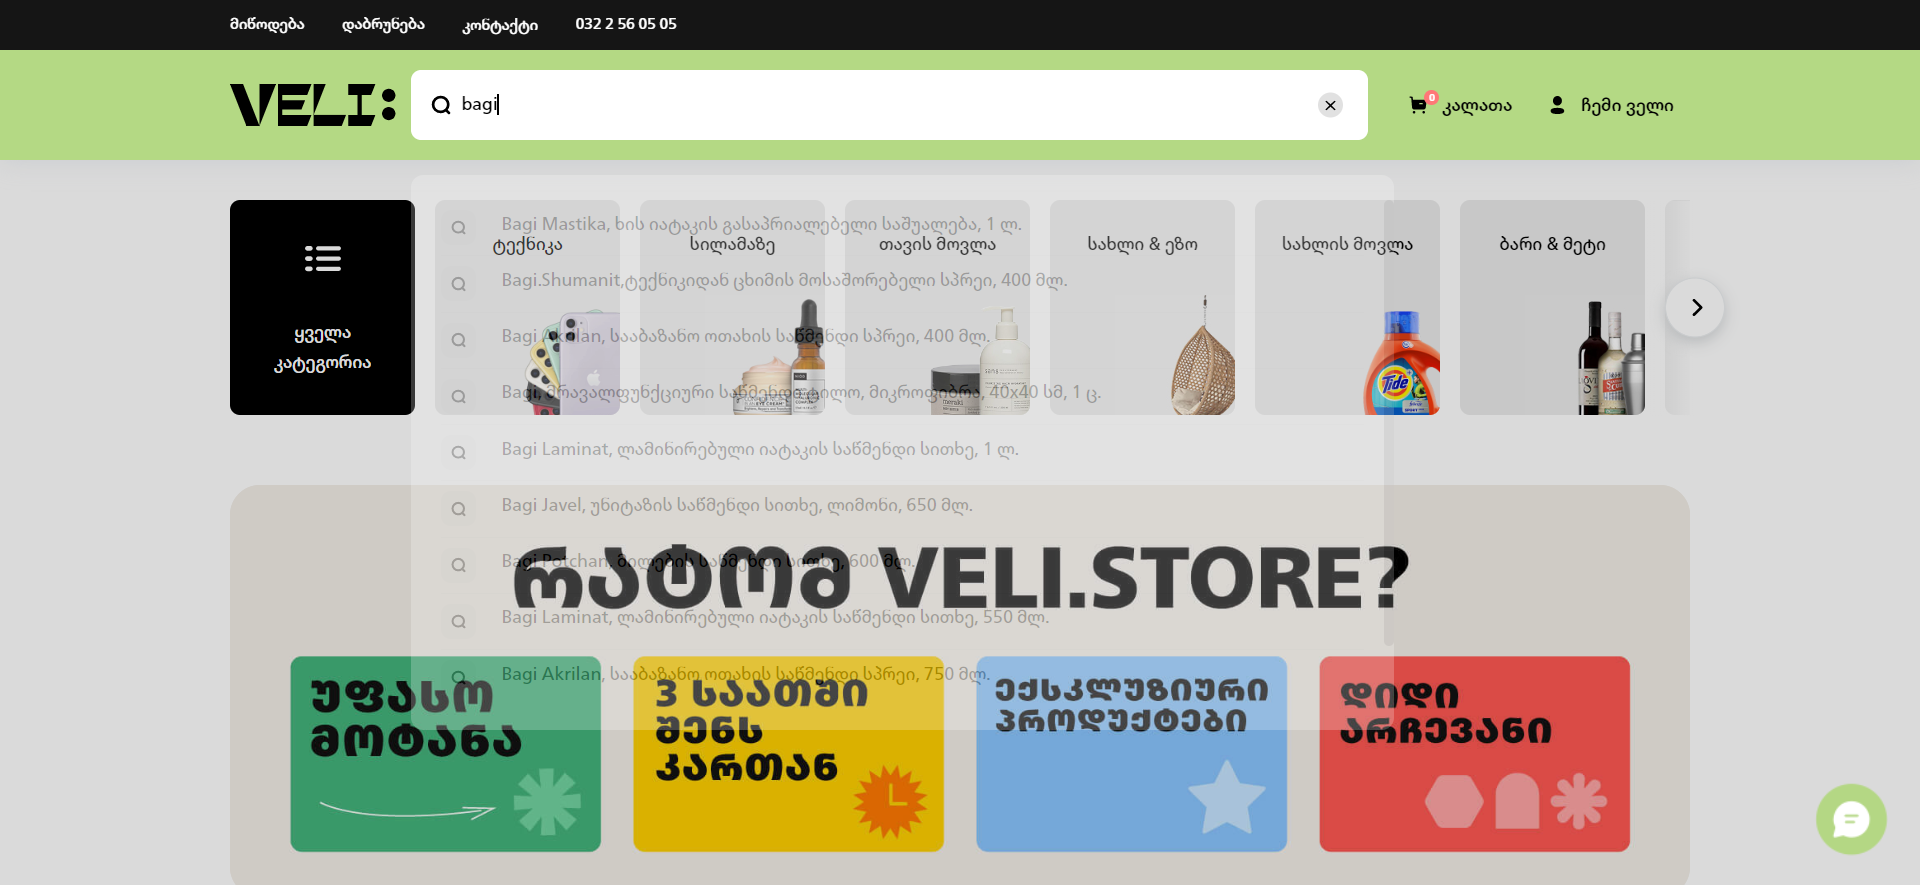 მიწოდება
დაბრუნება
კონტაქტი
032 2 56 05 05
VELI:
bagi
0
კალათა
ჩემი ველი
ყველა
კატეგორია
ტექნიკა
სილამაზე
თავის მოვლა
სახლი & ეზო
სახლის მოვლა
ბარი & მეტი
Tide
Bagi Mastika, ხის იატაკის გასაპრიალებელი საშუალება, 1 ლ.
Bagi.Shumanit,ტექნიკიდან ცხიმის მოსაშორებელი სპრეი, 400 მლ.
Bagi Akrilan, სააბაზანო ოთახის საწმენდი სპრეი, 400 მლ.
Bagi, მრავალფუნქციური საწმენდი ტილო, მიკროფიბრა, 40x40 სმ, 1 ც.
Bagi Laminat, ლამინირებული იატაკის საწმენდი სითხე, 1 ლ.
Bagi Javel, უნიტაზის საწმენდი სითხე, ლიმონი, 650 მლ.
Bagi Potchan, მილების საწმენდი სითხე, 600 მლ.
Bagi Laminat, ლამინირებული იატაკის საწმენდი სითხე, 550 მლ.
Bagi Akrilan, სააბაზანო ოთახის საწმენდი სპრეი, 750 მლ.
რატომ VELI.STORE?
უფასო
მოტანა
3 საათში
შენს
კართან
ექსკლუზიური
პროდუქტები
დიდი
არჩევანი